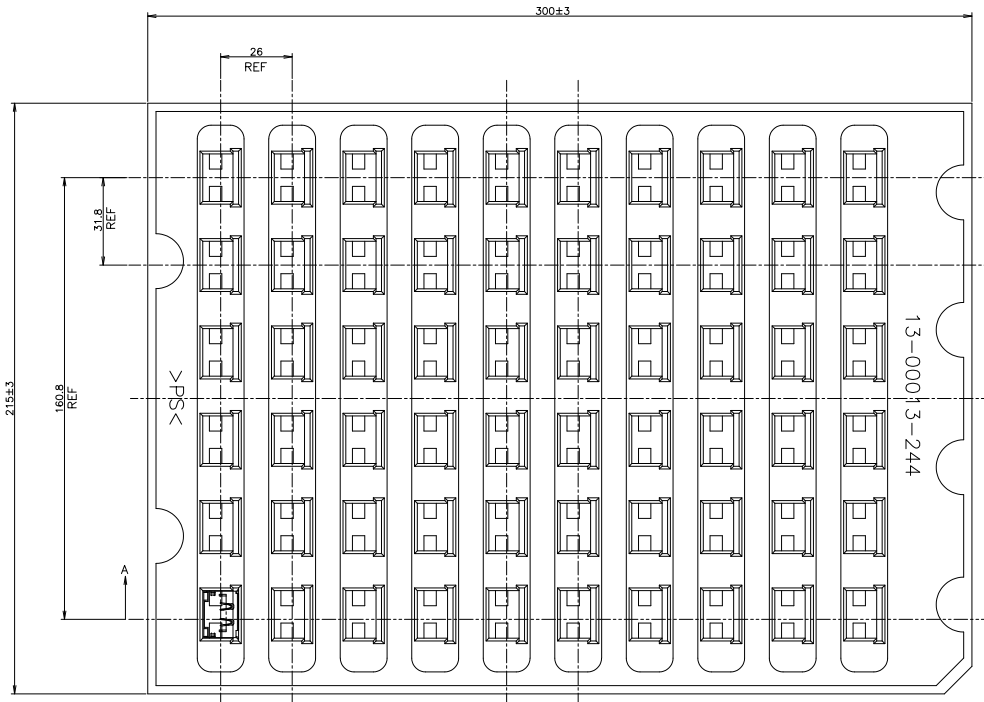 300±3
26
REF
31.8
REF
160.8
REF
215±3
>PS<
13-00013-244
A